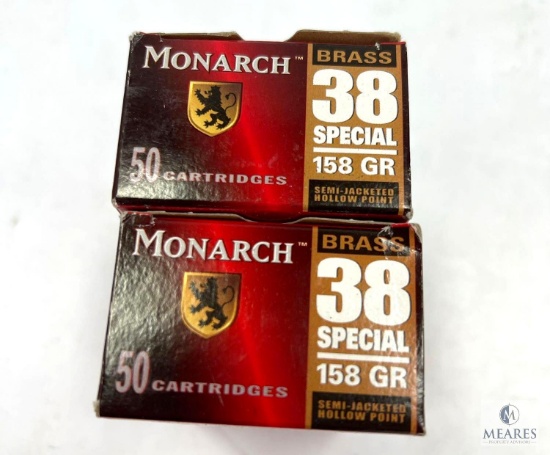 MONARCH™
BRASS
38
SPECIAL
158 GR
50 CARTRIDGES
SEMI-JACKETED
HOLLOW POINT
MONARCH™
BRASS
38
SPECIAL
158 GR
50 CARTRIDGES
SEMI-JACKETED
HOLLOW POINT
M
MEARES